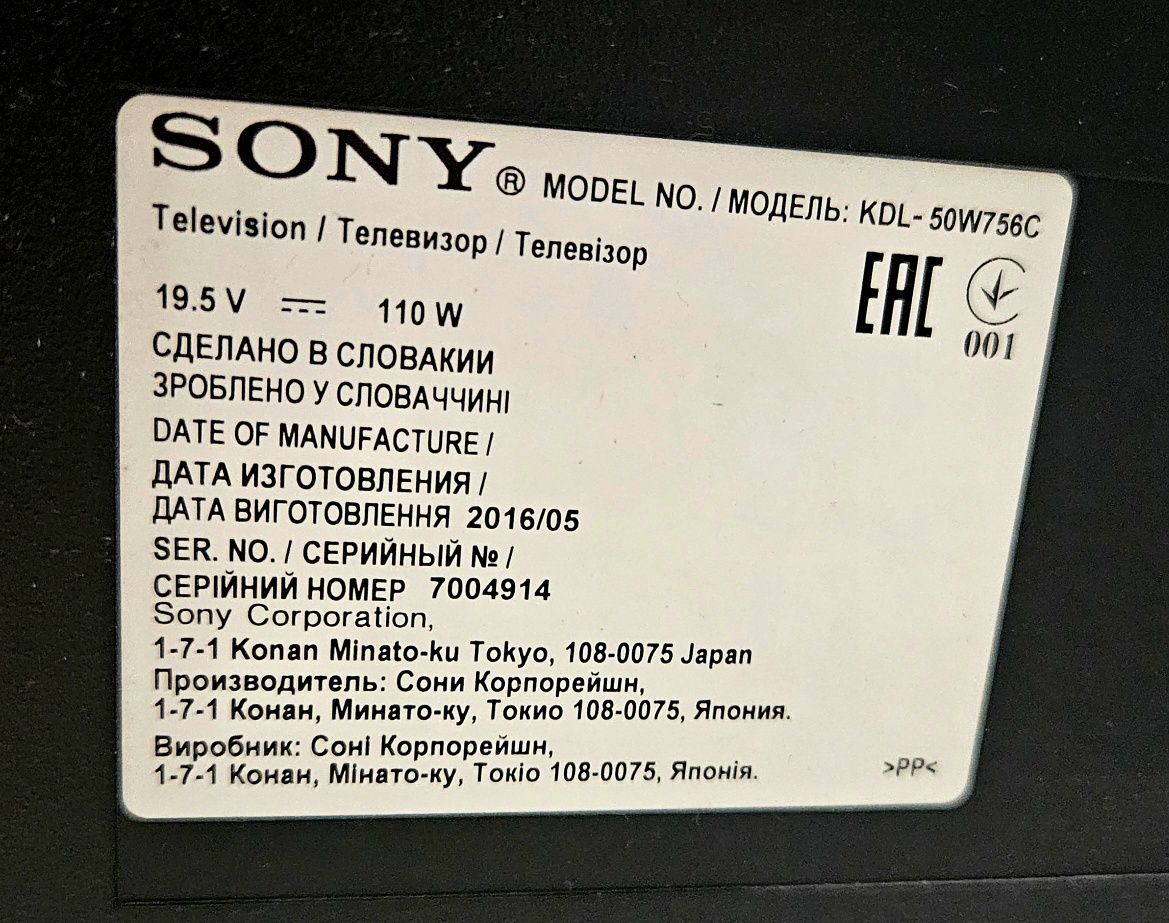 SONY® MODEL NO. / МОДЕЛЬ: KDL- 50W756C
Television / Телевизор / Телевізор
19.5 V 110 W
EAC
001
СДЕЛАНО В СЛОВАКИИ
ЗРОБЛЕНО У СЛОВАЧЧИНІ
DATE OF MANUFACTURE /
ДАТА ИЗГОТОВЛЕНИЯ /
ДАТА ВИГОТОВЛЕННЯ 2016/05
SER. NO. / СЕРИЙНЫЙ № /
СЕРІЙНИЙ НОМЕР 7004914
Sony Corporation,
1-7-1 Konan Minato-ku Tokyo, 108-0075 Japan
Производитель: Сони Корпорейшн,
1-7-1 Конан, Минато-ку, Токио 108-0075, Япония.
Виробник: Соні Корпорейшн,
1-7-1 Конан, Мінато-ку, Токіо 108-0075, Японія.
>PP<